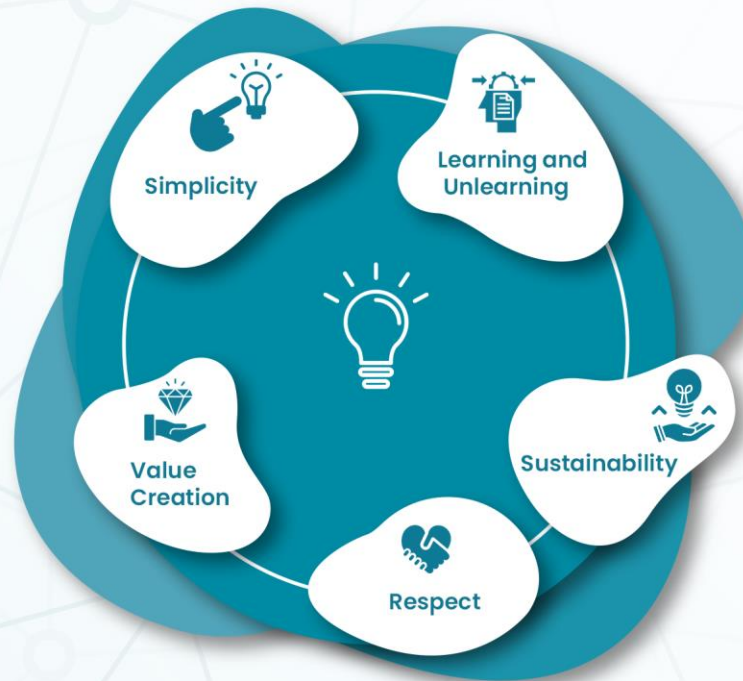 Simplicity
Learning and
Unlearning
Sustainability
Respect
Value
Creation